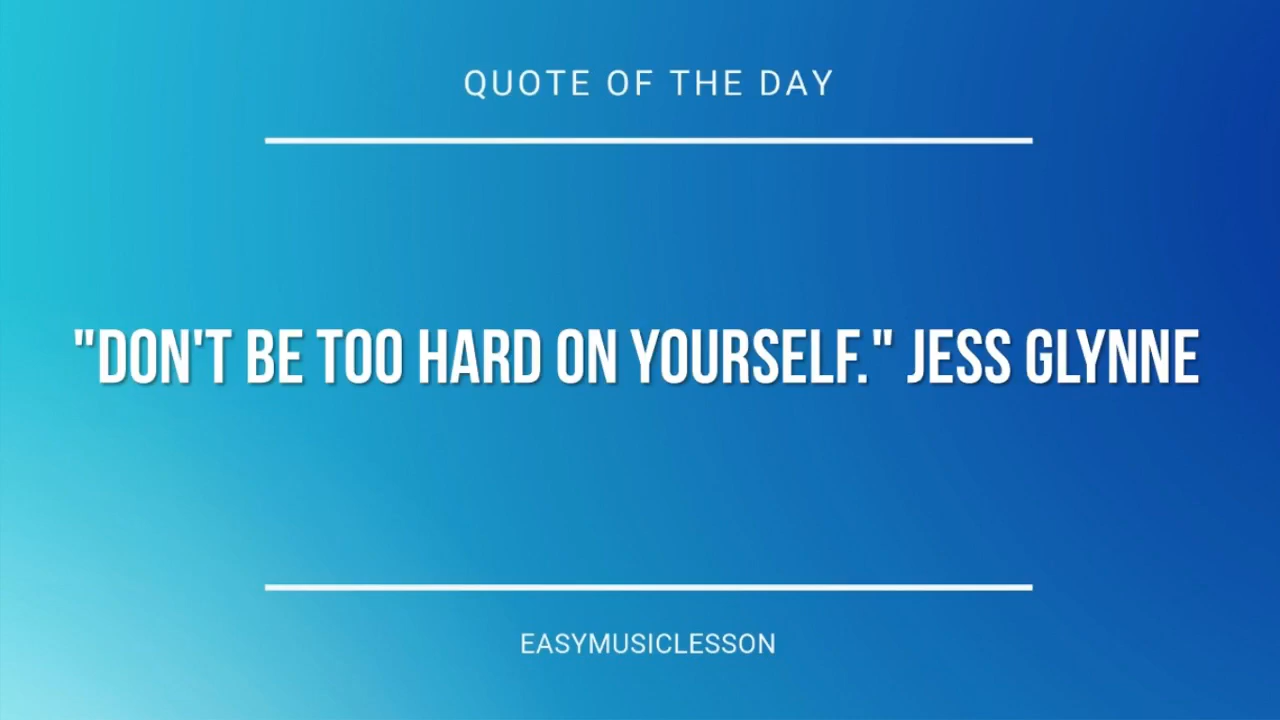 QUOTE OF THE DAY
"DON'T BE TOO HARD ON YOURSELF." JESS GLYNNE
EASYMUSICLESSON